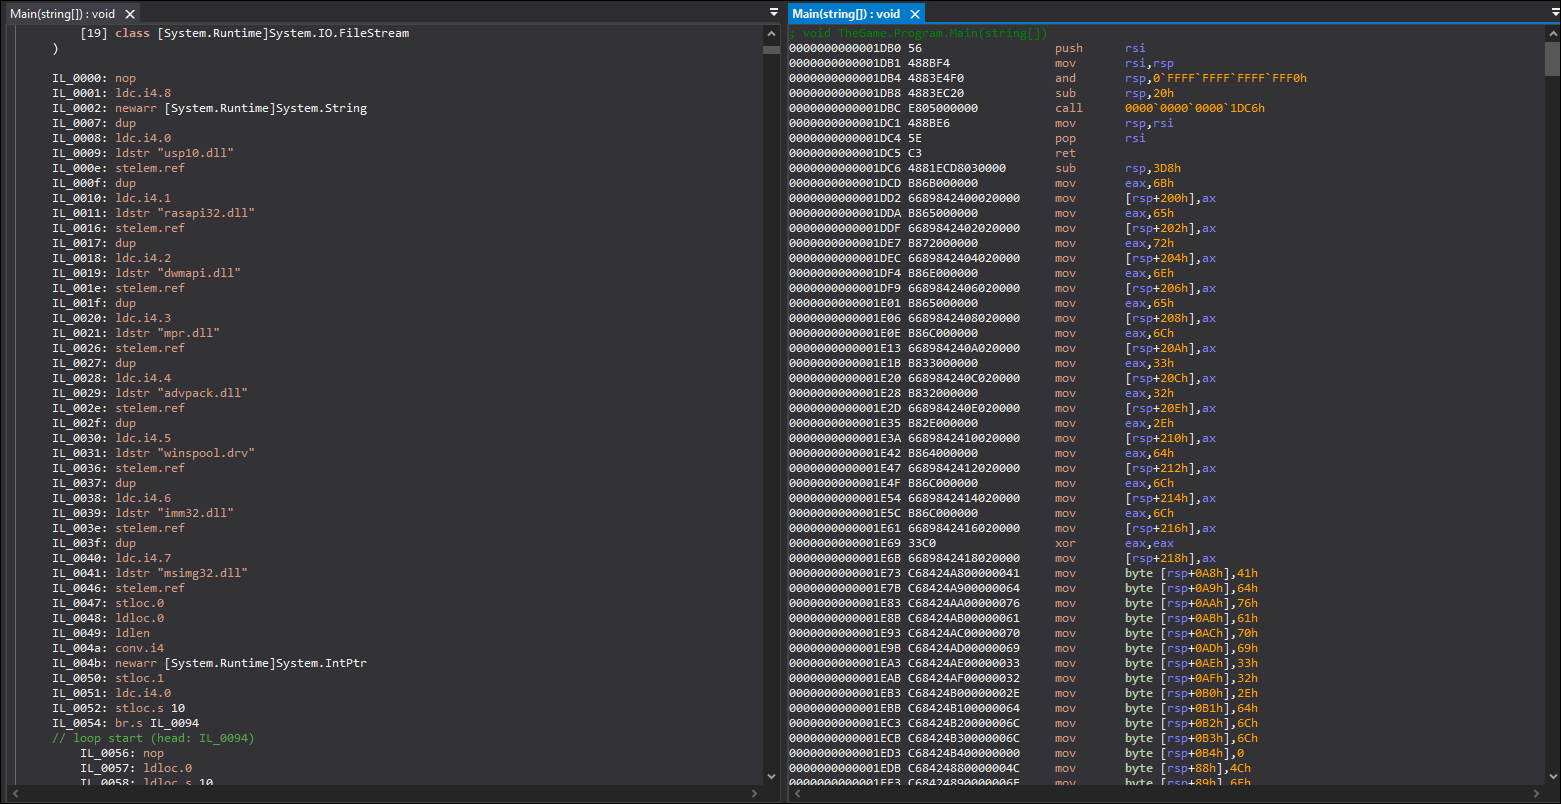 Main(string[]) : void
[19] class [System.Runtime]System.IO.FileStream
)
IL_0000: nop
IL_0001: ldc.i4.8
IL_0002: newarr [System.Runtime]System.String
IL_0007: dup
IL_0008: ldc.i4.0
IL_0009: ldstr "usp10.dll"
IL_000e: stelem.ref
IL_000f: dup
IL_0010: ldc.i4.1
IL_0011: ldstr "rasapi32.dll"
IL_0016: stelem.ref
IL_0017: dup
IL_0018: ldc.i4.2
IL_0019: ldstr "dwmapi.dll"
IL_001e: stelem.ref
IL_001f: dup
IL_0020: ldc.i4.3
IL_0021: ldstr "mpr.dll"
IL_0026: stelem.ref
IL_0027: dup
IL_0028: ldc.i4.4
IL_0029: ldstr "advpack.dll"
IL_002e: stelem.ref
IL_002f: dup
IL_0030: ldc.i4.5
IL_0031: ldstr "winspool.drv"
IL_0036: stelem.ref
IL_0037: dup
IL_0038: ldc.i4.6
IL_0039: ldstr "imm32.dll"
IL_003e: stelem.ref
IL_003f: dup
IL_0040: ldc.i4.7
IL_0041: ldstr "msimg32.dll"
IL_0046: stelem.ref
IL_0047: stloc.0
IL_0048: ldloc.0
IL_0049: ldlen
IL_004a: conv.i4
IL_004b: newarr [System.Runtime]System.IntPtr
IL_0050: stloc.1
IL_0051: ldc.i4.0
IL_0052: stloc.s 10
IL_0054: br.s IL_0094
// loop start (head: IL_0094)
IL_0056: nop
IL_0057: ldloc.0
IL_0058: ldloc.s 10
Main(string[]) : void
; void TheGame.Program.Main(string[])
0000000000001DB0 56 push rsi
0000000000001DB1 488BF4 mov rsi,rsp
0000000000001DB4 4883E4F0 and rsp,0`FFFF`FFFF`FFFF`FFF0h
0000000000001DB8 4883EC20 sub rsp,20h
0000000000001DBC E805000000 call 0000`0000`0000`1DC6h
0000000000001DC1 488BE6 mov rsp,rsi
0000000000001DC4 5E pop rsi
0000000000001DC5 C3 ret
0000000000001DC6 4881ECD8030000 sub rsp,3D8h
0000000000001DCD B86B000000 mov eax,6Bh
0000000000001DD2 6689842400020000 mov [rsp+200h],ax
0000000000001DDA B865000000 mov eax,65h
0000000000001DDF 6689842402020000 mov [rsp+202h],ax
0000000000001DE7 B872000000 mov eax,72h
0000000000001DEC 6689842404020000 mov [rsp+204h],ax
0000000000001DF4 B86E000000 mov eax,6Eh
0000000000001DF9 6689842406020000 mov [rsp+206h],ax
0000000000001E01 B865000000 mov eax,65h
0000000000001E06 6689842408020000 mov [rsp+208h],ax
0000000000001E0E B86C000000 mov eax,6Ch
0000000000001E13 668984240A020000 mov [rsp+20Ah],ax
0000000000001E1B B833000000 mov eax,33h
0000000000001E20 668984240C020000 mov [rsp+20Ch],ax
0000000000001E28 B832000000 mov eax,32h
0000000000001E2D 668984240E020000 mov [rsp+20Eh],ax
0000000000001E35 B82E000000 mov eax,2Eh
0000000000001E3A 6689842410020000 mov [rsp+210h],ax
0000000000001E42 B864000000 mov eax,64h
0000000000001E47 6689842412020000 mov [rsp+212h],ax
0000000000001E4F B86C000000 mov eax,6Ch
0000000000001E54 6689842414020000 mov [rsp+214h],ax
0000000000001E5C B86C000000 mov eax,6Ch
0000000000001E61 6689842416020000 mov [rsp+216h],ax
0000000000001E69 33C0 xor eax,eax
0000000000001E6B 6689842418020000 mov [rsp+218h],ax
0000000000001E73 C68424A800000041 mov byte [rsp+0A8h],41h
0000000000001E7B C68424A900000064 mov byte [rsp+0A9h],64h
0000000000001E83 C68424AA00000076 mov byte [rsp+0AAh],76h
0000000000001E8B C68424AB00000061 mov byte [rsp+0ABh],61h
0000000000001E93 C68424AC00000070 mov byte [rsp+0ACh],70h
0000000000001E9B C68424AD00000069 mov byte [rsp+0ADh],69h
0000000000001EA3 C68424AE00000033 mov byte [rsp+0AEh],33h
0000000000001EAB C68424AF00000032 mov byte [rsp+0AFh],32h
0000000000001EB3 C68424B00000002E mov byte [rsp+0B0h],2Eh
0000000000001EBB C68424B100000064 mov byte [rsp+0B1h],64h
0000000000001EC3 C68424B20000006C mov byte [rsp+0B2h],6Ch
0000000000001ECB C68424B30000006C mov byte [rsp+0B3h],6Ch
0000000000001ED3 C68424B400000000 mov byte [rsp+0B4h],0
0000000000001EDB C68424880000004C mov byte [rsp+88h],4Ch
0000000000001EE3 C68424890000006F mov byte [rsp+89h],6Fh